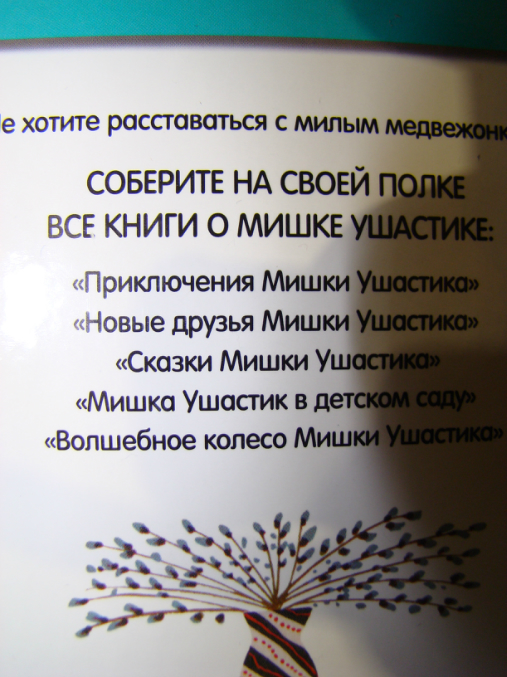 е хотите расставаться с милым медвежонк
СОБЕРИТЕ НА СВОЕЙ ПОЛКЕ
ВСЕ КНИГИ О МИШКЕ УШАСТИКЕ:
«Приключения Мишки Ушастика»
«Новые друзья Мишки Ушастика»
«Сказки Мишки Ушастика»
«Мишка Ушастик в детском саду»
«Волшебное колесо Мишки Ушастика»